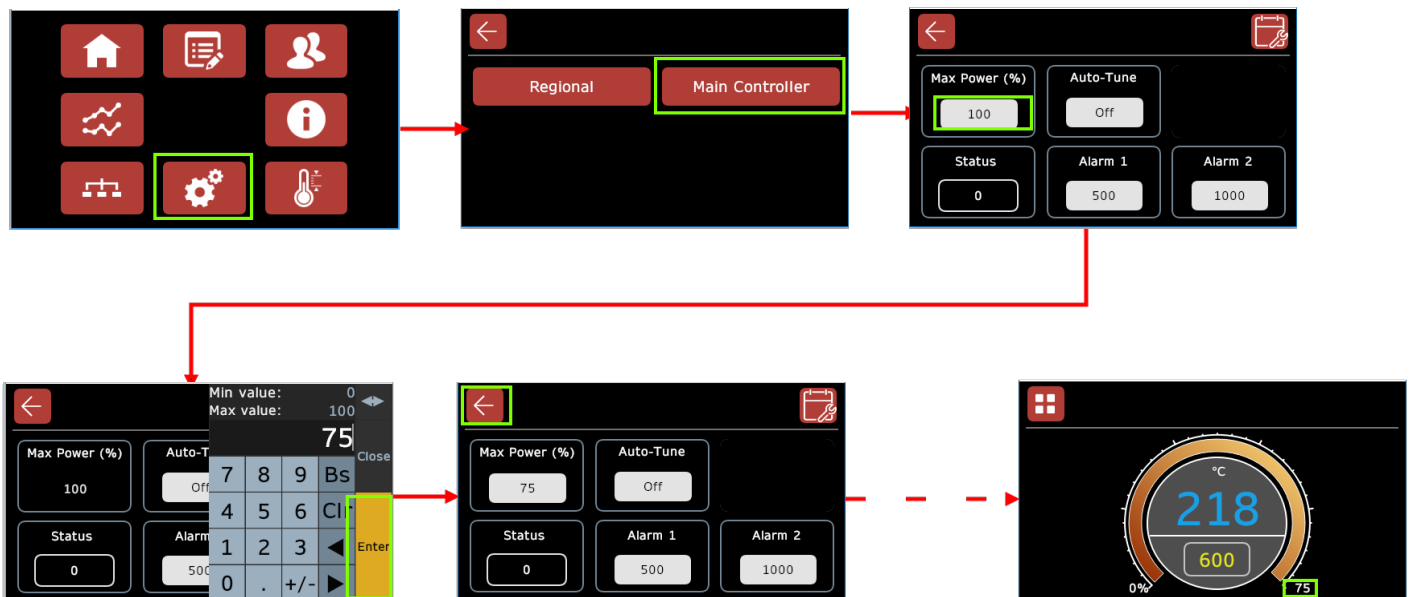 Regional
Main Controller
Max Power (%)
Auto-Tune
100
Off
Status
Alarm 1
Alarm 2
0
500
1000
Min value: 0
Max value: 100
75
Close
Max Power (%)
Auto-T
100
Off
7 8 9 Bs
4 5 6 Clr
Status
Alarm
1 2 3 Enter
0
500
0 . +/-
Max Power (%)
Auto-Tune
75
Off
Status
Alarm 1
Alarm 2
0
500
1000
°C
218
600
0%
75